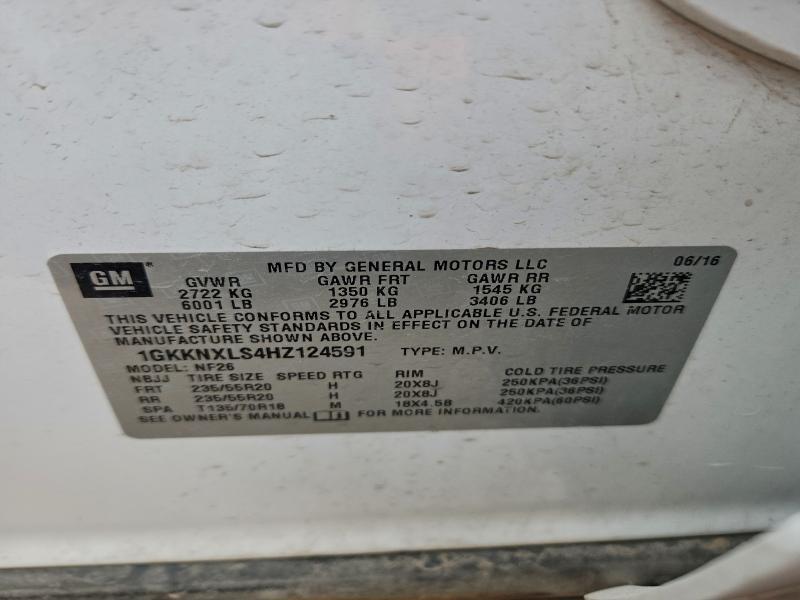 GM®
MFD BY GENERAL MOTORS LLC 06/16
GVWR GAWR FRT GAWR RR
2722 KG 1350 KG 1545 KG
6001 LB 2976 LB 3406 LB
THIS VEHICLE CONFORMS TO ALL APPLICABLE U.S. FEDERAL MOTOR
VEHICLE SAFETY STANDARDS IN EFFECT ON THE DATE OF
MANUFACTURE SHOWN ABOVE.
1GKKNXLS4HZ124591 TYPE: M.P.V.
MODEL: NF26
NBJJ TIRE SIZE SPEED RTG RIM COLD TIRE PRESSURE
FRT 235/55R20 H 20X8J 250KPA(36PSI)
RR 235/55R20 H 20X8J 250KPA(36PSI)
SPA T135/70R18 M 18X4.5B 420KPA(60PSI)
SEE OWNER'S MANUAL FOR MORE INFORMATION.